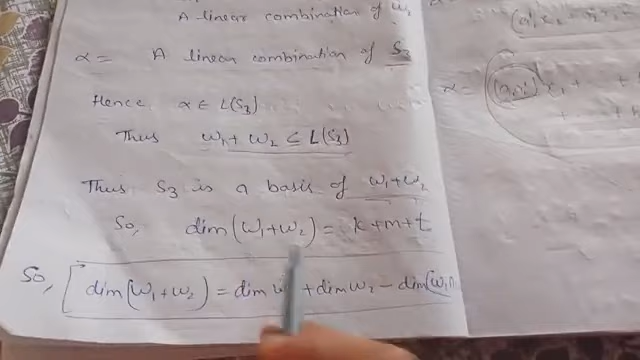 A linear combination of W₁
α = A linear combination of S₃
Hence, α ∈ L(S₃)
Thus W₁ + W₂ ⊆ L(S₃)
Thus S₃ is a basis of W₁+W₂
So, dim(W₁+W₂) = k+m+t
So, dim(W₁+W₂) = dim W + dim W₂ − dim(W₁∩
α =